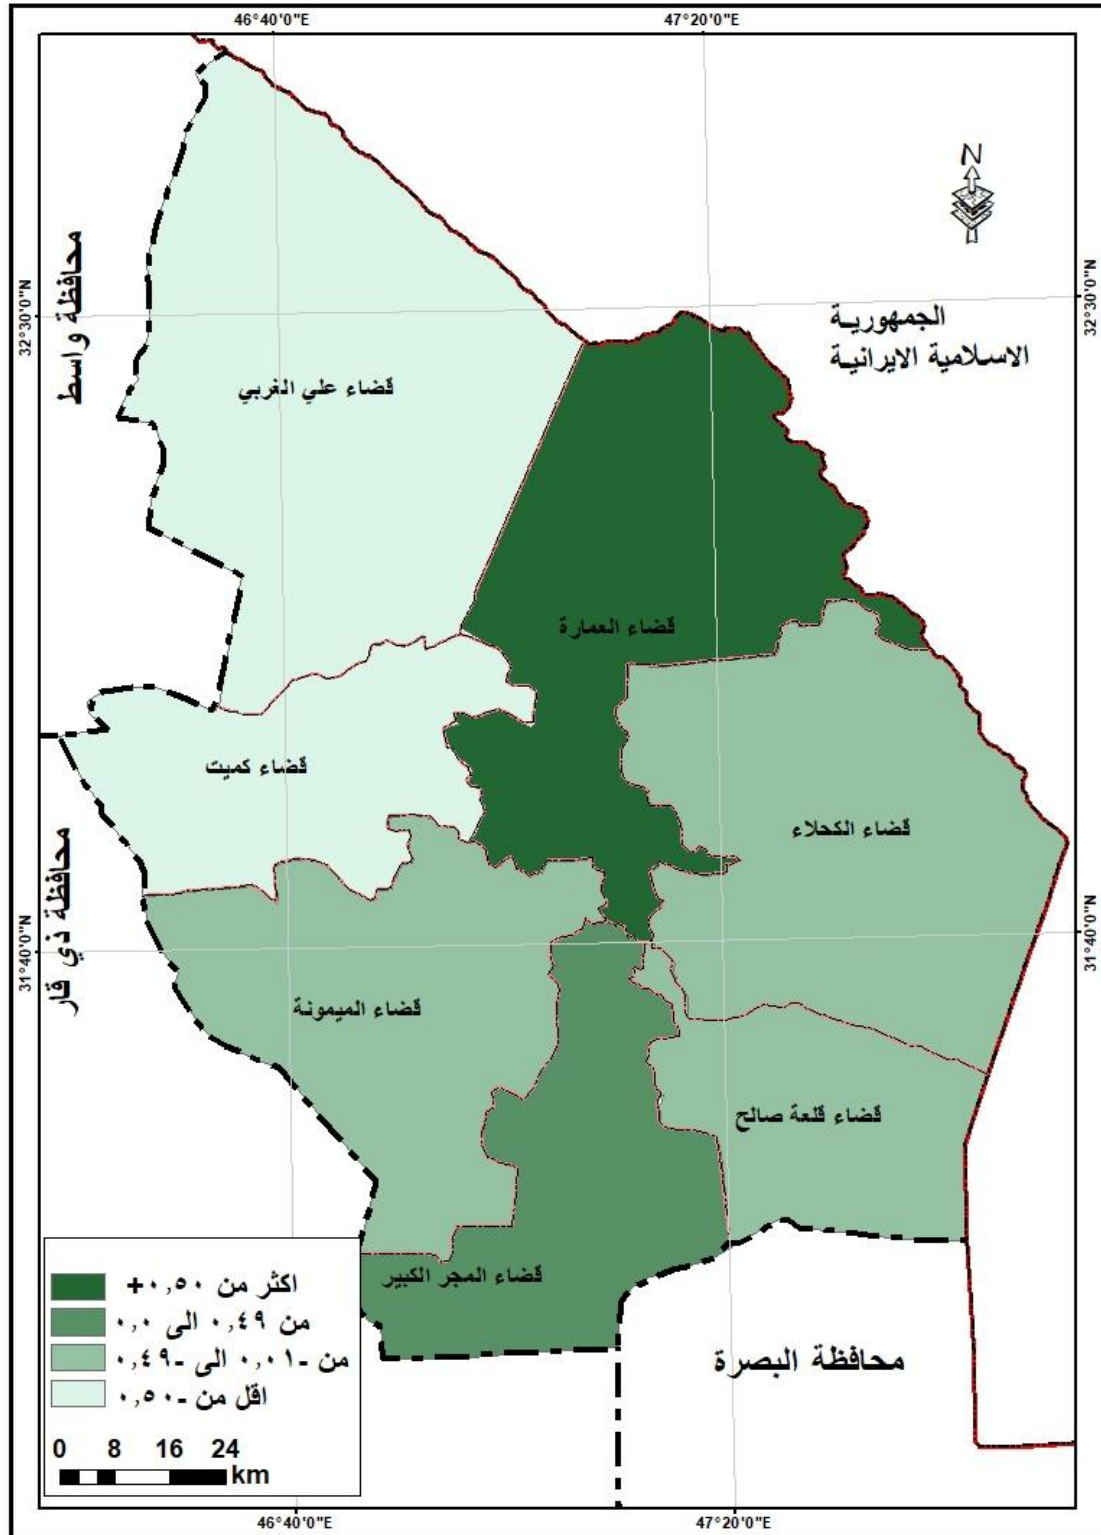 46°40'0"E
47°20'0"E
N
32°30'0"N
32°30'0"N
محافظة واسط
الجمهورية
الاسلامية الايرانية
قضاء علي الغربي
قضاء العمارة
قضاء كميت
قضاء الكحلاء
محافظة ذي قار
31°40'0"N
31°40'0"N
قضاء الميمونة
قضاء قلعة صالح
قضاء المجر الكبير
محافظة البصرة
اكثر من ٠,٥٠+
من ٠,٤٩ الى ٠,٠
من -٠,٠١ الى -٠,٤٩
اقل من -٠,٥٠
0 8 16 24
km
46°40'0"E
47°20'0"E